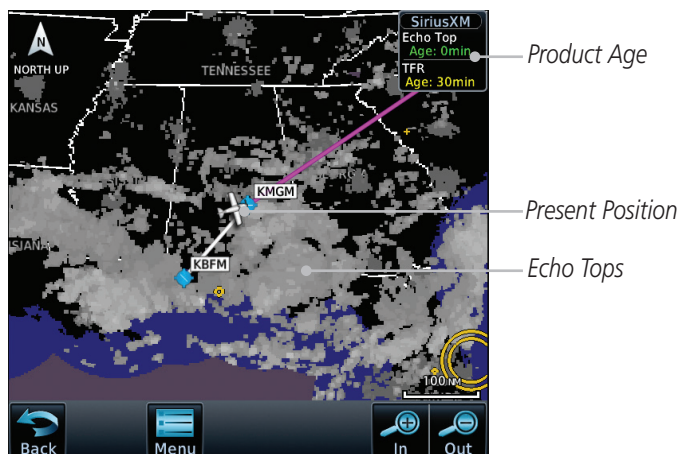 SiriusXM
Echo Top
Age: 0min
TFR
Age: 30min
Product Age
N
NORTH UP
TENNESSEE
KANSAS
KMGM
Present Position
KBFM
Echo Tops
100NM
Back
Menu
In
Out